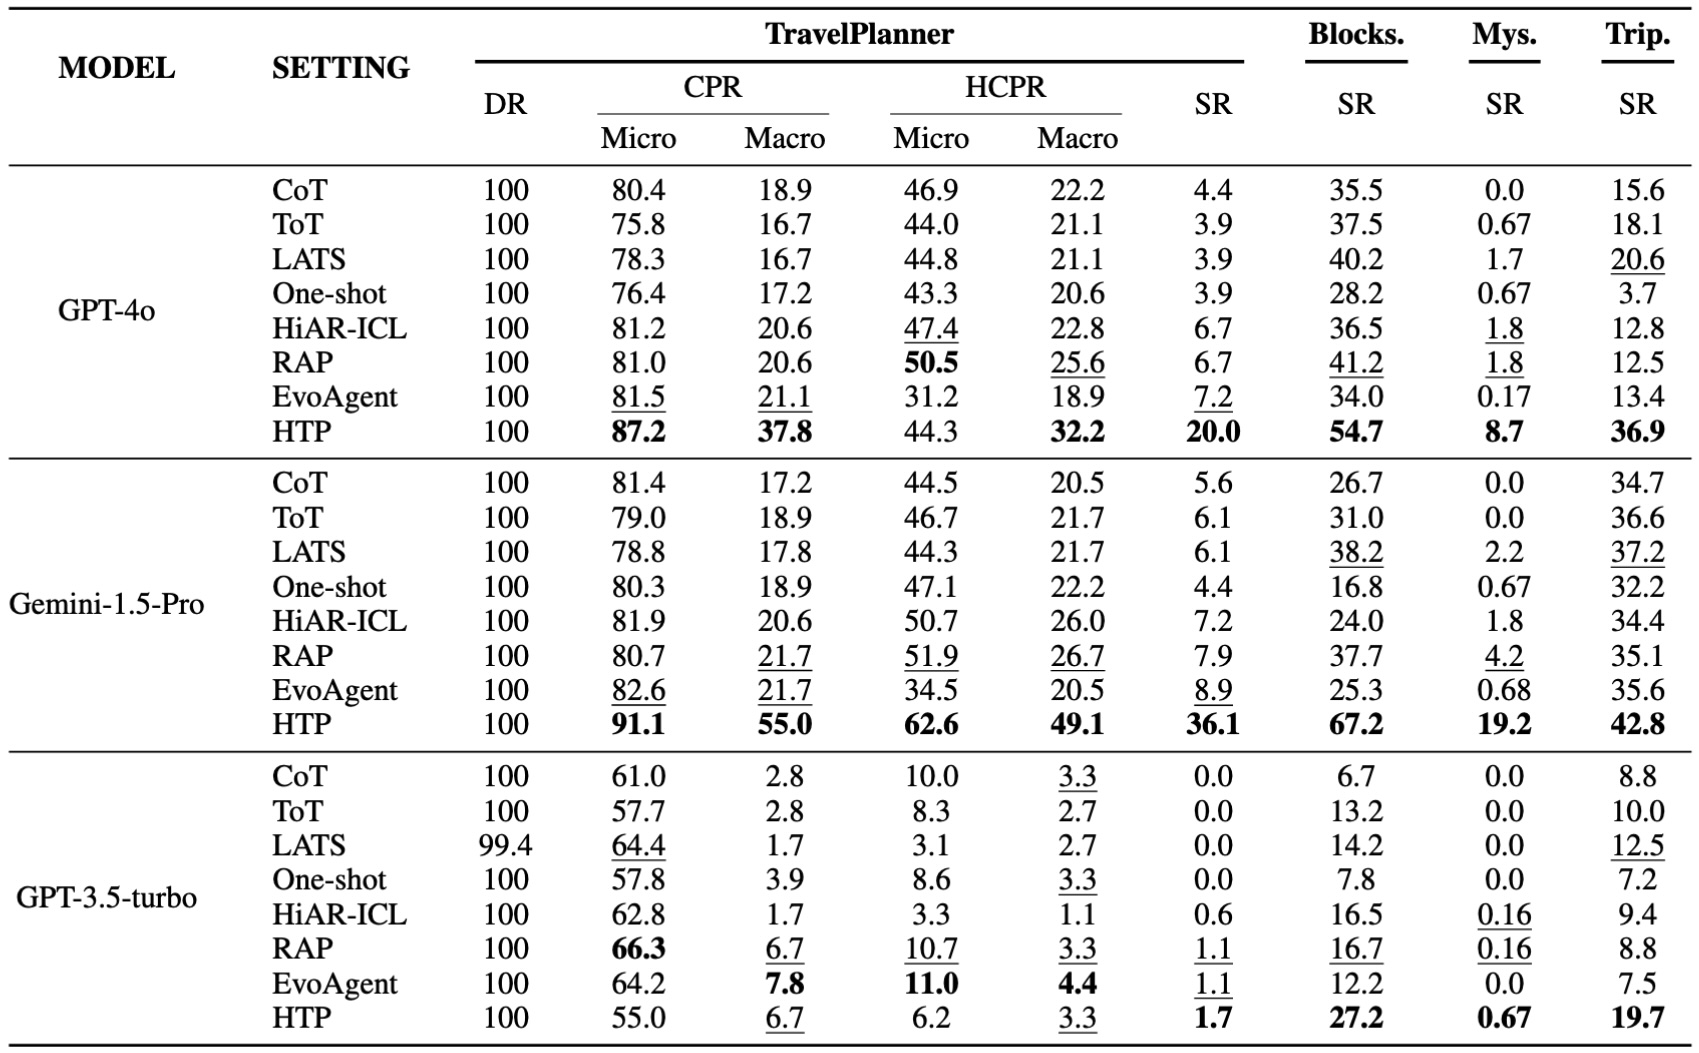 TravelPlanner Blocks. Mys. Trip.
MODEL SETTING
CPR HCPR
DR SR SR SR SR
Micro Macro Micro Macro
CoT 100 80.4 18.9 46.9 22.2 4.4 35.5 0.0 15.6
ToT 100 75.8 16.7 44.0 21.1 3.9 37.5 0.67 18.1
LATS 100 78.3 16.7 44.8 21.1 3.9 40.2 1.7 20.6
One-shot 100 76.4 17.2 43.3 20.6 3.9 28.2 0.67 3.7
GPT-4o
HiAR-ICL 100 81.2 20.6 47.4 22.8 6.7 36.5 1.8 12.8
RAP 100 81.0 20.6 50.5 25.6 6.7 41.2 1.8 12.5
EvoAgent 100 81.5 21.1 31.2 18.9 7.2 34.0 0.17 13.4
HTP 100 87.2 37.8 44.3 32.2 20.0 54.7 8.7 36.9
CoT 100 81.4 17.2 44.5 20.5 5.6 26.7 0.0 34.7
ToT 100 79.0 18.9 46.7 21.7 6.1 31.0 0.0 36.6
LATS 100 78.8 17.8 44.3 21.7 6.1 38.2 2.2 37.2
One-shot 100 80.3 18.9 47.1 22.2 4.4 16.8 0.67 32.2
Gemini-1.5-Pro
HiAR-ICL 100 81.9 20.6 50.7 26.0 7.2 24.0 1.8 34.4
RAP 100 80.7 21.7 51.9 26.7 7.9 37.7 4.2 35.1
EvoAgent 100 82.6 21.7 34.5 20.5 8.9 25.3 0.68 35.6
HTP 100 91.1 55.0 62.6 49.1 36.1 67.2 19.2 42.8
CoT 100 61.0 2.8 10.0 3.3 0.0 6.7 0.0 8.8
ToT 100 57.7 2.8 8.3 2.7 0.0 13.2 0.0 10.0
LATS 99.4 64.4 1.7 3.1 2.7 0.0 14.2 0.0 12.5
One-shot 100 57.8 3.9 8.6 3.3 0.0 7.8 0.0 7.2
GPT-3.5-turbo
HiAR-ICL 100 62.8 1.7 3.3 1.1 0.6 16.5 0.16 9.4
RAP 100 66.3 6.7 10.7 3.3 1.1 16.7 0.16 8.8
EvoAgent 100 64.2 7.8 11.0 4.4 1.1 12.2 0.0 7.5
HTP 100 55.0 6.7 6.2 3.3 1.7 27.2 0.67 19.7